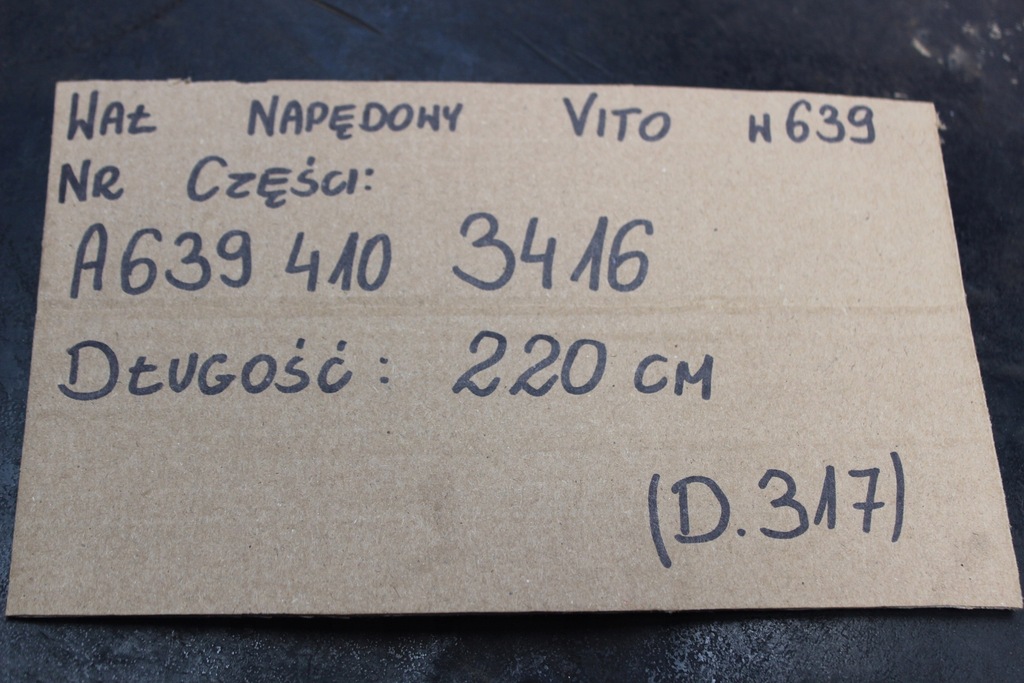 WAŁ NAPĘDOWY VITO W639
NR CZĘŚCI:
A639 410 3416
DŁUGOŚĆ: 220 CM
(D.317)